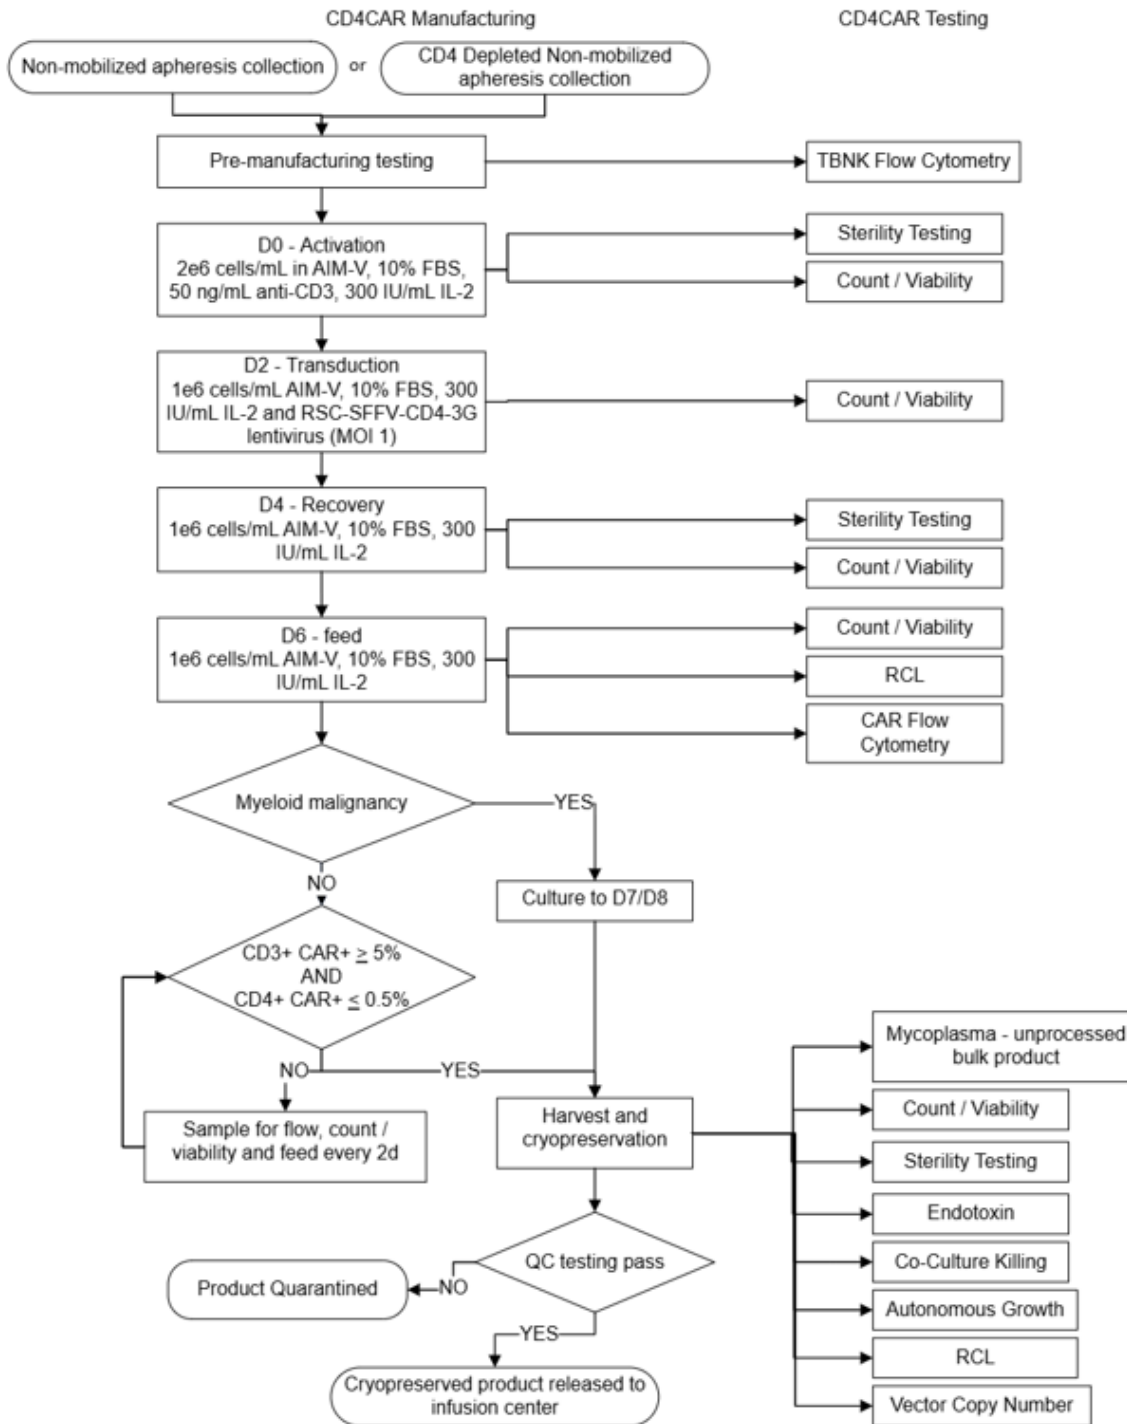 CD4CAR Manufacturing
CD4CAR Testing
Non-mobilized apheresis collection
or
CD4 Depleted Non-mobilized
apheresis collection
Pre-manufacturing testing
TBNK Flow Cytometry
D0 - Activation
2e6 cells/mL in AIM-V, 10% FBS,
50 ng/mL anti-CD3, 300 IU/mL IL-2
Sterility Testing
Count / Viability
D2 - Transduction
1e6 cells/mL AIM-V, 10% FBS, 300
IU/mL IL-2 and RSC-SFFV-CD4-3G
lentivirus (MOI 1)
Count / Viability
D4 - Recovery
1e6 cells/mL AIM-V, 10% FBS, 300
IU/mL IL-2
Sterility Testing
Count / Viability
D6 - feed
1e6 cells/mL AIM-V, 10% FBS, 300
IU/mL IL-2
Count / Viability
RCL
CAR Flow
Cytometry
Myeloid malignancy
YES
NO
Culture to D7/D8
CD3+ CAR+ ≥ 5%
AND
CD4+ CAR+ ≤ 0.5%
NO
YES
Sample for flow, count /
viability and feed every 2d
Harvest and
cryopreservation
Mycoplasma - unprocessed
bulk product
Count / Viability
Sterility Testing
Endotoxin
Co-Culture Killing
Autonomous Growth
RCL
Vector Copy Number
QC testing pass
NO
Product Quarantined
YES
Cryopreserved product released to
infusion center